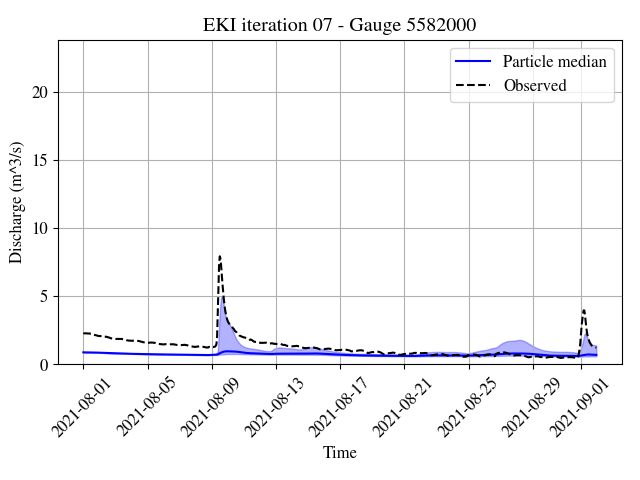 EKI iteration 07 - Gauge 5582000
Particle median
Observed
Discharge (m^3/s)
20
15
10
5
0
2021-08-01
2021-08-05
2021-08-09
2021-08-13
2021-08-17
2021-08-21
2021-08-25
2021-08-29
2021-09-01
Time